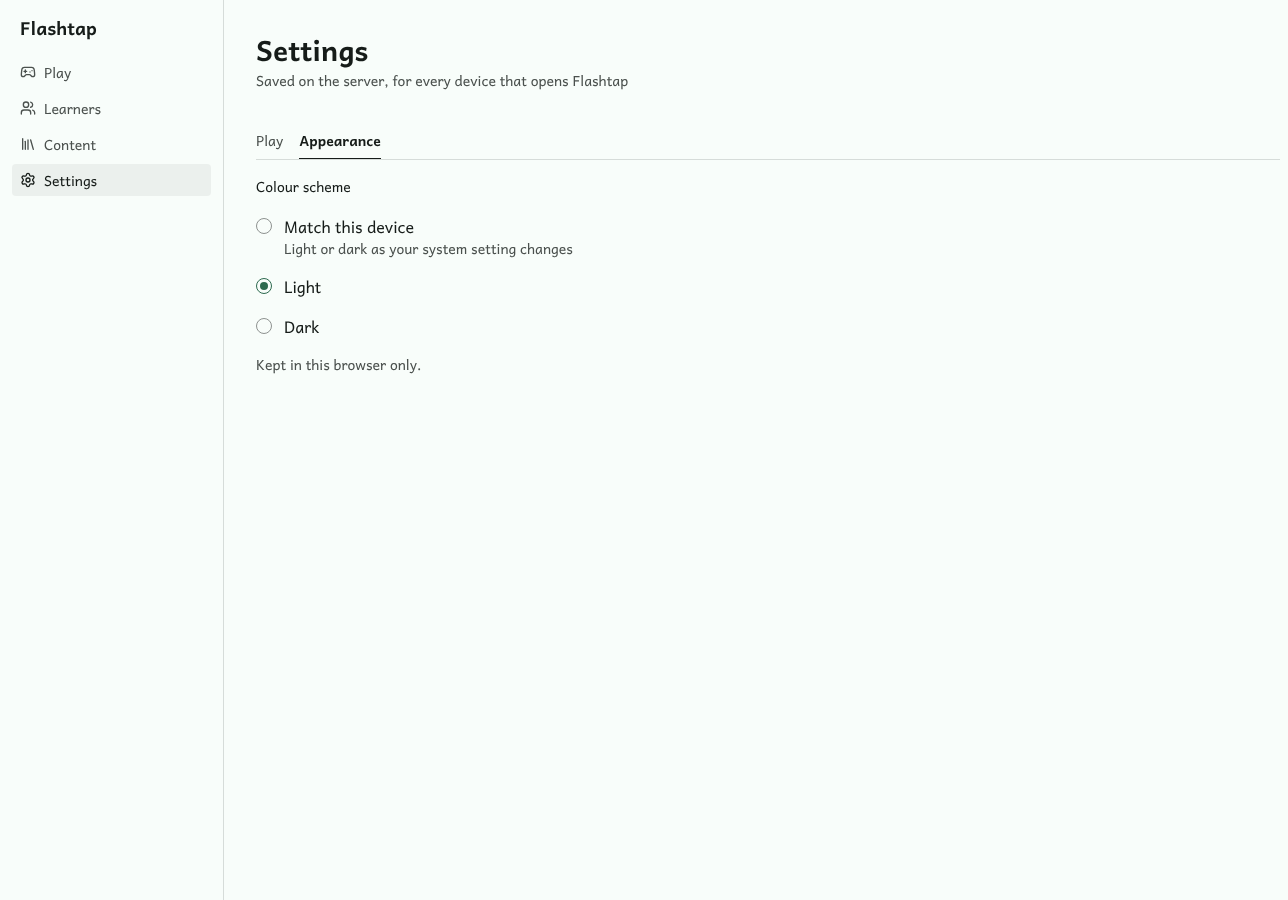 Flashtap
Play
Learners
Content
Settings
Settings
Saved on the server, for every device that opens Flashtap
Play
Appearance
Colour scheme
Match this device
Light or dark as your system setting changes
Light
Dark
Kept in this browser only.